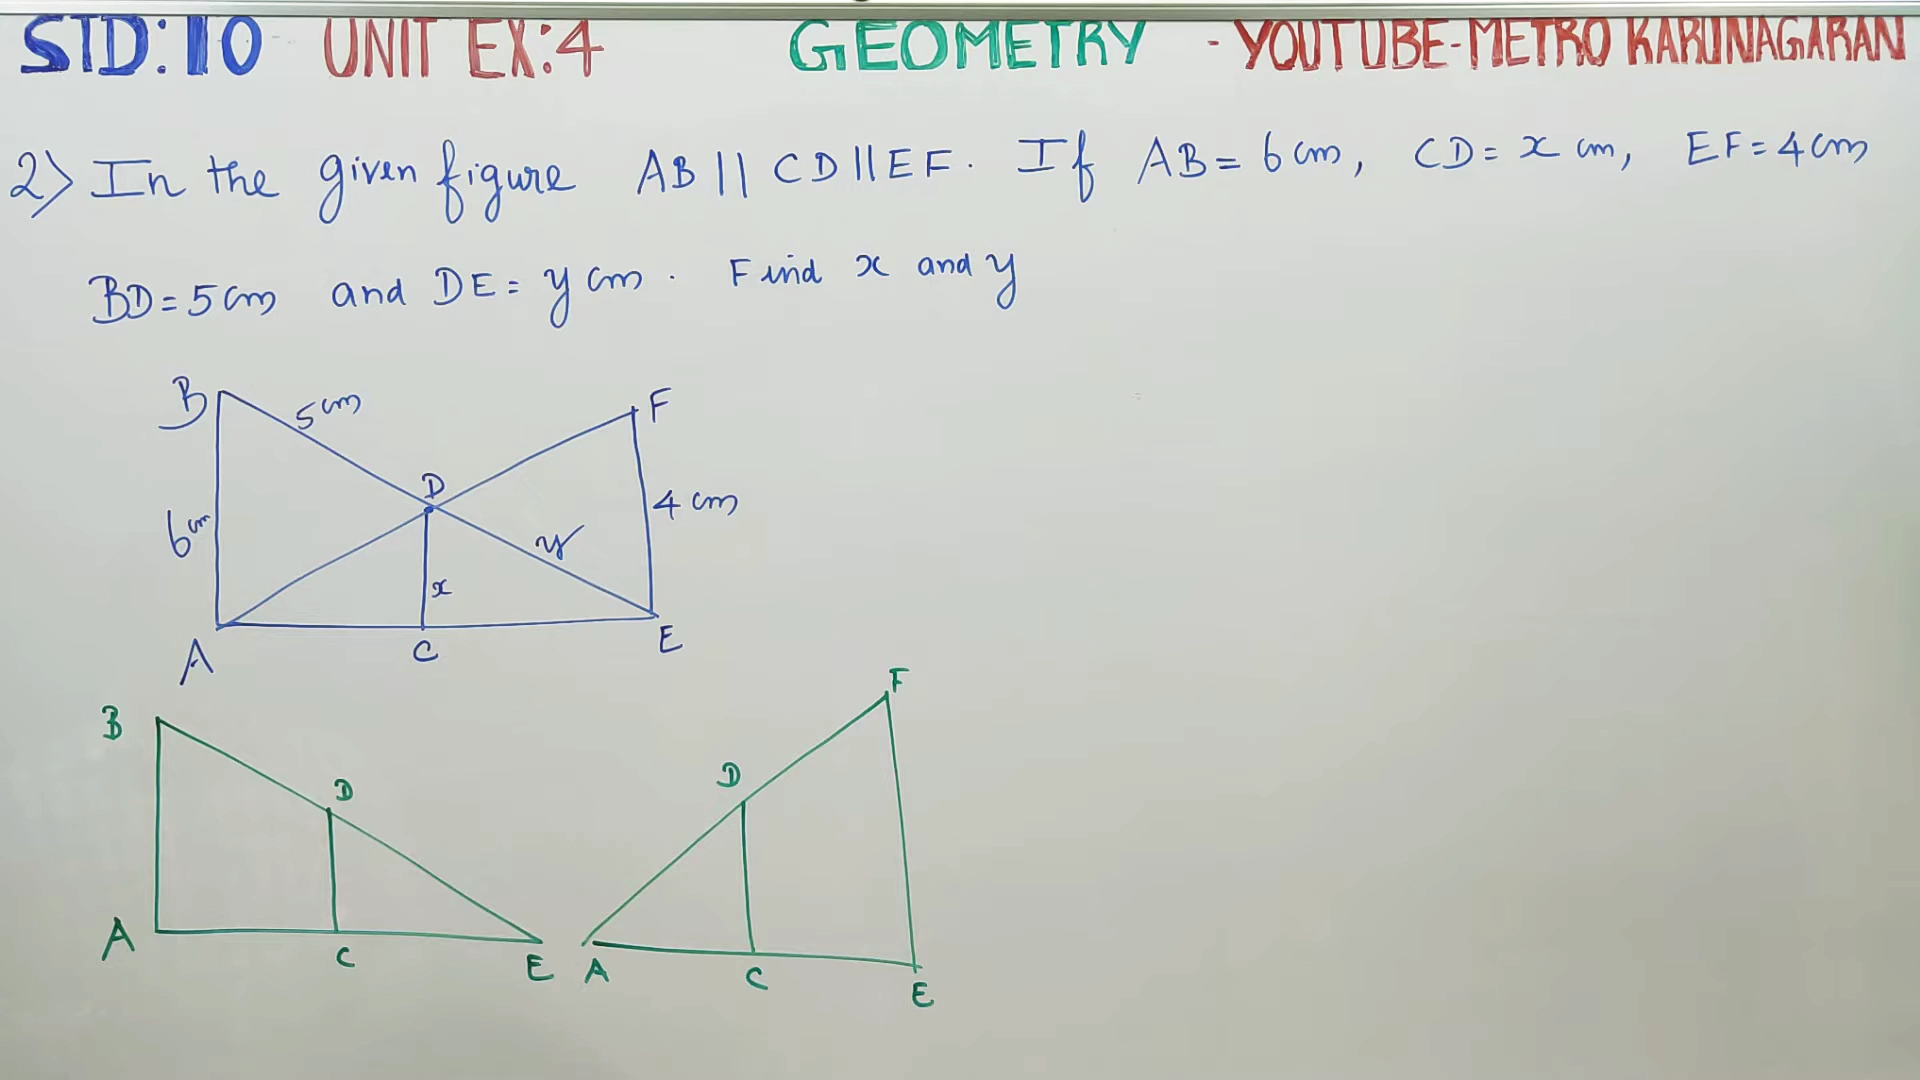 STD:10 UNIT EX:4 GEOMETRY - YOUTUBE-METRO KARUNAGARAN
2) In the given figure AB || CD || EF. If AB = 6 cm, CD = x cm, EF = 4 cm
BD = 5 cm and DE = y cm. Find x and y
B 5 cm F
D
6 cm 4 cm
y
x
A C E
F
B
D D
A C E A C E